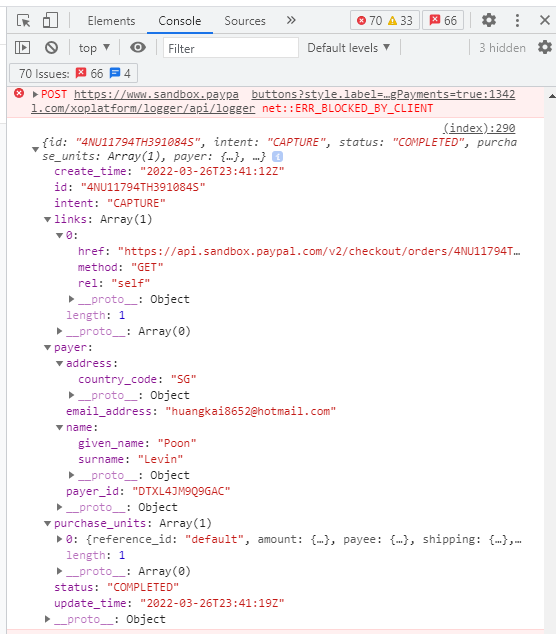 Elements Console Sources » 70 33 66
top Filter Default levels 3 hidden
70 Issues: 66 4
POST https://www.sandbox.paypa buttons?style.label=…gPayments=true:1342
l.com/xoplatform/logger/api/logger net::ERR_BLOCKED_BY_CLIENT
(index):290
{id: "4NU11794TH391084S", intent: "CAPTURE", status: "COMPLETED", purcha
se_units: Array(1), payer: {…}, …}
create_time: "2022-03-26T23:41:12Z"
id: "4NU11794TH391084S"
intent: "CAPTURE"
links: Array(1)
0:
href: "https://api.sandbox.paypal.com/v2/checkout/orders/4NU11794T…
method: "GET"
rel: "self"
__proto__: Object
length: 1
__proto__: Array(0)
payer:
address:
country_code: "SG"
__proto__: Object
email_address: "huangkai8652@hotmail.com"
name:
given_name: "Poon"
surname: "Levin"
__proto__: Object
payer_id: "DTXL4JM9Q9GAC"
__proto__: Object
purchase_units: Array(1)
0: {reference_id: "default", amount: {…}, payee: {…}, shipping: {…},…
length: 1
__proto__: Array(0)
status: "COMPLETED"
update_time: "2022-03-26T23:41:19Z"
__proto__: Object